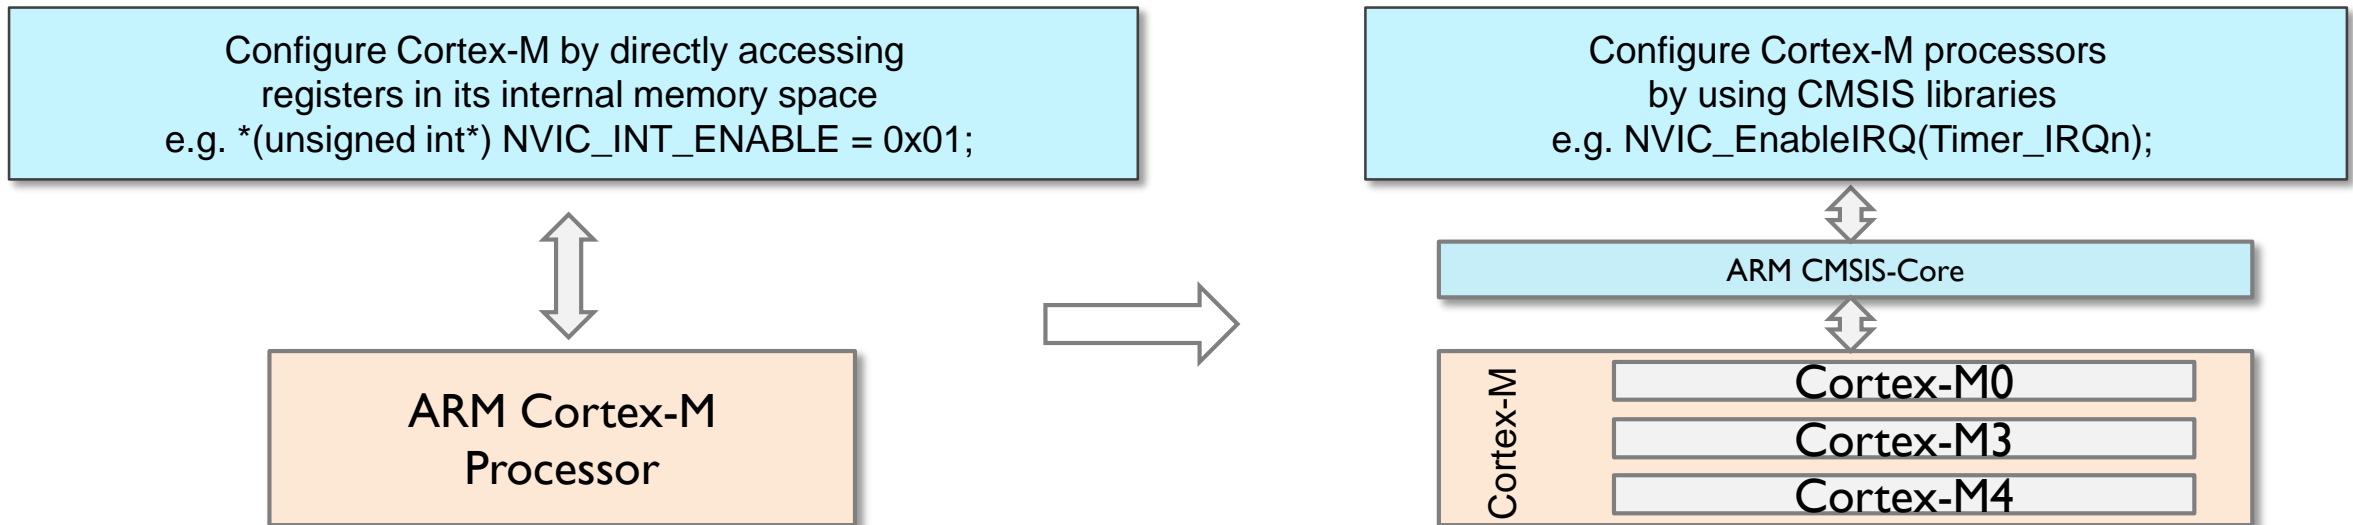 Configure Cortex-M by directly accessing
registers in its internal memory space
e.g. *(unsigned int*) NVIC_INT_ENABLE = 0x01;
ARM Cortex-M
Processor
Configure Cortex-M processors
by using CMSIS libraries
e.g. NVIC_EnableIRQ(Timer_IRQn);
ARM CMSIS-Core
Cortex-M
Cortex-M0
Cortex-M3
Cortex-M4